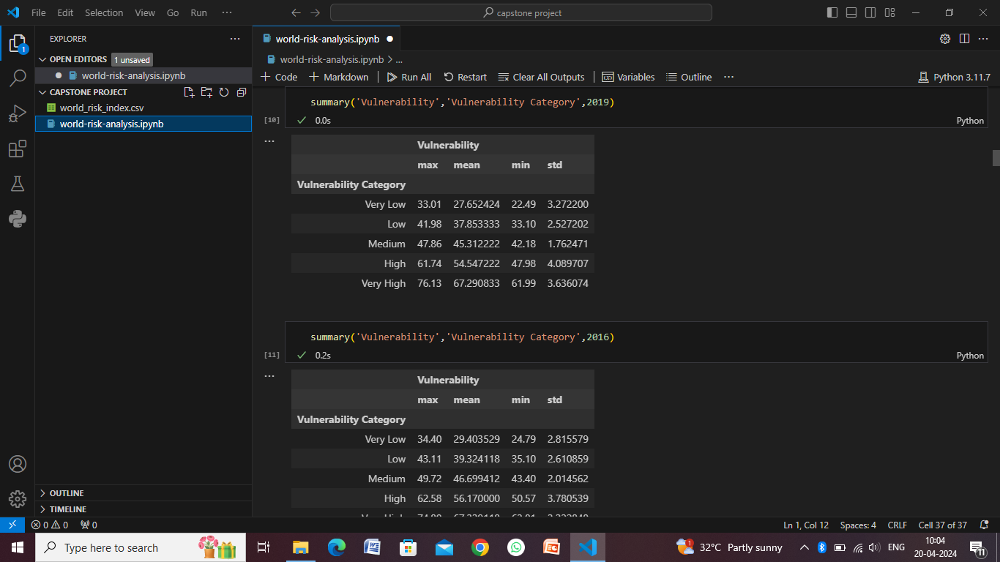 File Edit Selection View Go Run ··· capstone project
EXPLORER ···
OPEN EDITORS 1 unsaved
world-risk-analysis.ipynb
CAPSTONE PROJECT
world_risk_index.csv
world-risk-analysis.ipynb
OUTLINE
TIMELINE
1
world-risk-analysis.ipynb
world-risk-analysis.ipynb > ...
+ Code + Markdown Run All Restart Clear All Outputs Variables Outline ··· Python 3.11.7
summary('Vulnerability','Vulnerability Category',2019)
[10] 0.0s Python
Vulnerability
max mean min std
Vulnerability Category
Very Low 33.01 27.652424 22.49 3.272200
Low 41.98 37.853333 33.10 2.527202
Medium 47.86 45.312222 42.18 1.762471
High 61.74 54.547222 47.98 4.089707
Very High 76.13 67.290833 61.99 3.636074
summary('Vulnerability','Vulnerability Category',2016)
[11] 0.2s Python
Vulnerability
max mean min std
Vulnerability Category
Very Low 34.40 29.403529 24.79 2.815579
Low 43.11 39.324118 35.10 2.610859
Medium 49.72 46.699412 43.40 2.014562
High 62.58 56.170000 50.57 3.780539
0 0 0 Ln 1, Col 12 Spaces: 4 CRLF Cell 37 of 37
Type here to search 32°C Partly sunny ENG 10:04
20-04-2024 11